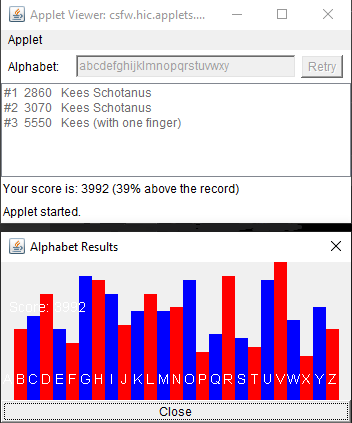 Applet Viewer: csfw.hic.applets....
Applet
Alphabet: abcdefghijklmnopqrstuvwxy Retry
#1 2860 Kees Schotanus
#2 3070 Kees Schotanus
#3 5550 Kees (with one finger)
Your score is: 3992 (39% above the record)
Applet started.
Alphabet Results
Score: 3992
A B C D E F G H I J K L M N O P Q R S T U V W X Y Z
Close